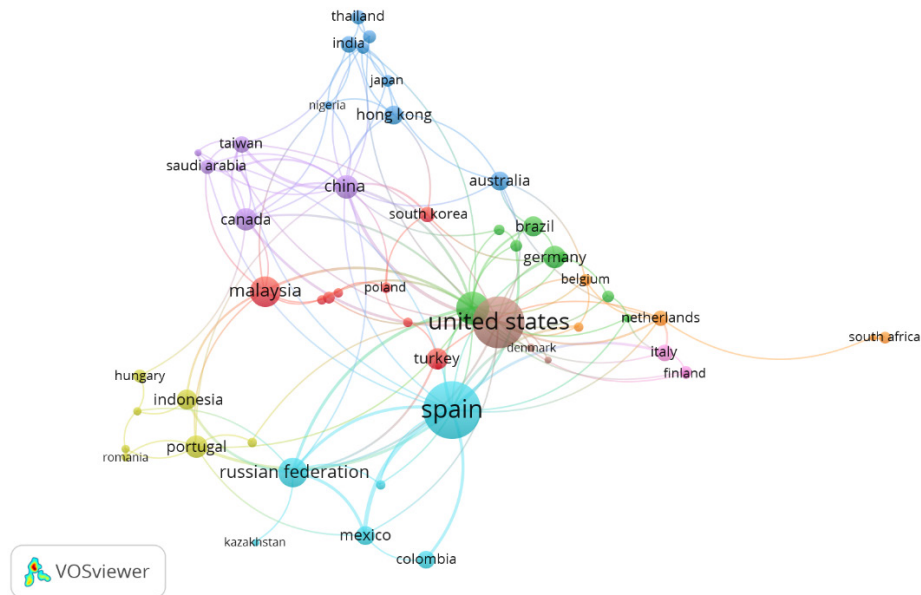 thailand
india
japan
nigeria
hong kong
taiwan
saudi arabia
china
australia
canada
south korea
brazil
germany
belgium
malaysia
poland
united states
netherlands
south africa
denmark
turkey
italy
finland
hungary
indonesia
spain
portugal
romania
russian federation
mexico
kazakhstan
colombia
VOSviewer